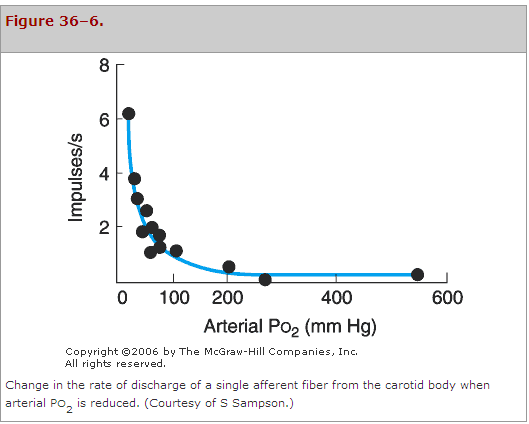 Figure 36–6.
8
6
4
2
Impulses/s
0 100 200 400 600
Arterial PO₂ (mm Hg)
Copyright ©2006 by The McGraw-Hill Companies, Inc.
All rights reserved.
Change in the rate of discharge of a single afferent fiber from the carotid body when
arterial PO₂ is reduced. (Courtesy of S Sampson.)